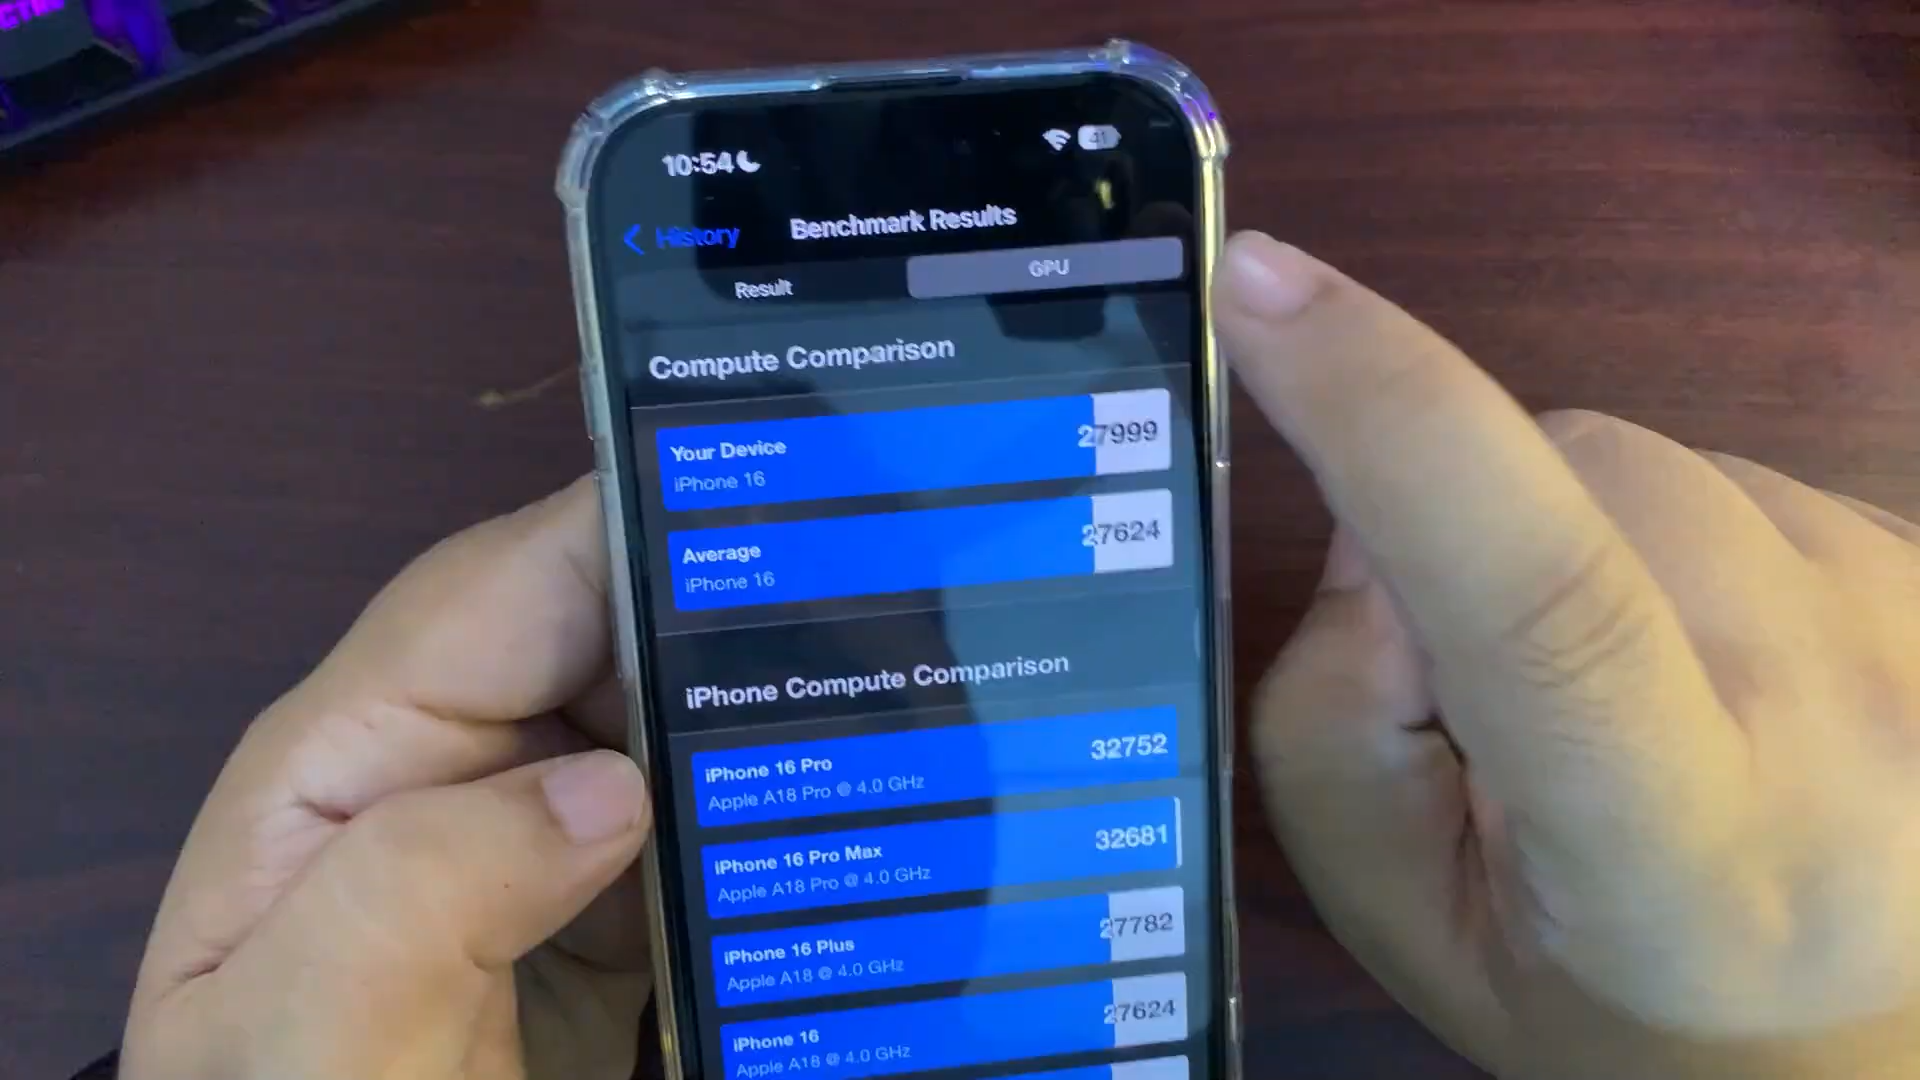 10:54
41
History
Benchmark Results
Result
GPU
Compute Comparison
Your Device
27999
iPhone 16
Average
27624
iPhone 16
iPhone Compute Comparison
iPhone 16 Pro
32752
Apple A18 Pro @ 4.0 GHz
iPhone 16 Pro Max
32681
Apple A18 Pro @ 4.0 GHz
iPhone 16 Plus
27782
Apple A18 @ 4.0 GHz
iPhone 16
27624
Apple A18 @ 4.0 GHz